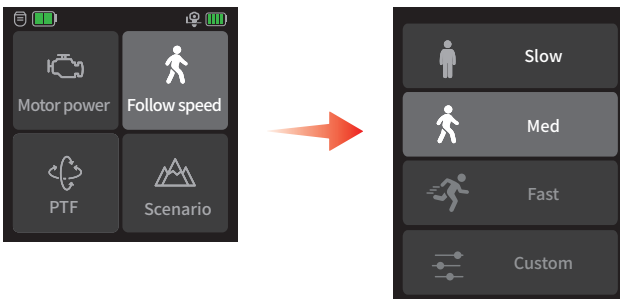 Motor power
Follow speed
PTF
Scenario
Slow
Med
Fast
Custom